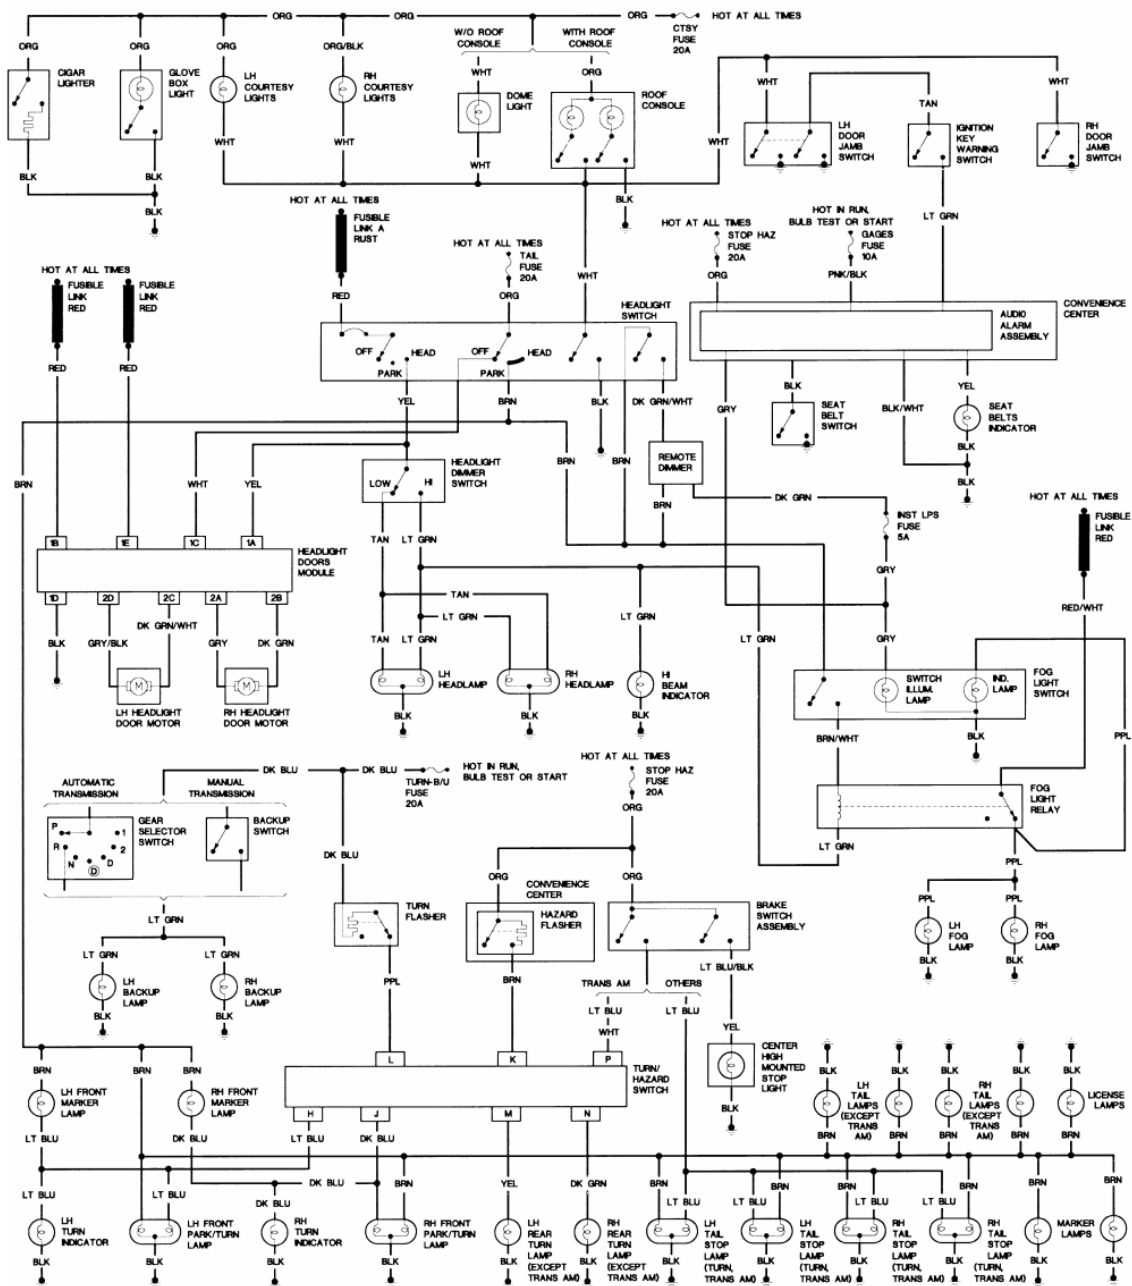 ORG
ORG
ORG
HOT AT ALL TIMES
CTSY
FUSE
20A
W/O ROOF
CONSOLE
WITH ROOF
CONSOLE
ORG
ORG
ORG
ORG/BLK
WHT
ORG
CIGAR
LIGHTER
GLOVE
BOX
LIGHT
LH
COURTESY
LIGHTS
RH
COURTESY
LIGHTS
DOME
LIGHT
ROOF
CONSOLE
WHT
WHT
WHT
TAN
WHT
LH
DOOR
JAMB
SWITCH
IGNITION
KEY
WARNING
SWITCH
RH
DOOR
JAMB
SWITCH
WHT
WHT
WHT
BLK
BLK
BLK
BLK
LT GRN
HOT AT ALL TIMES
FUSIBLE
LINK A
RUST
HOT AT ALL TIMES
TAIL
FUSE
20A
HOT AT ALL TIMES
STOP HAZ
FUSE
20A
HOT IN RUN,
BULB TEST OR START
GAGES
FUSE
10A
HOT AT ALL TIMES
FUSIBLE
LINK
RED
FUSIBLE
LINK
RED
RED
ORG
WHT
ORG
PNK/BLK
HEADLIGHT
SWITCH
CONVENIENCE
CENTER
AUDIO
ALARM
ASSEMBLY
OFF
HEAD
PARK
OFF
HEAD
PARK
RED
RED
YEL
BRN
BLK
DK GRN/WHT
GRY
BLK
BLK/WHT
YEL
SEAT
BELT
SWITCH
SEAT
BELTS
INDICATOR
BLK
BLK
BRN
WHT
YEL
HEADLIGHT
DIMMER
SWITCH
LOW
HI
BRN
BRN
REMOTE
DIMMER
BRN
DK GRN
INST LPS
FUSE
5A
HOT AT ALL TIMES
FUSIBLE
LINK
RED
1B
1E
1C
1A
HEADLIGHT
DOORS
MODULE
1D
2D
2C
2A
2B
TAN
LT GRN
GRY
TAN
LT GRN
LT GRN
RED/WHT
BLK
GRY/BLK
DK GRN/WHT
GRY
DK GRN
TAN
LT GRN
LT GRN
GRY
M
M
LH HEADLIGHT
DOOR MOTOR
RH HEADLIGHT
DOOR MOTOR
LH
HEADLAMP
RH
HEADLAMP
HI
BEAM
INDICATOR
SWITCH
ILLUM.
LAMP
IND.
LAMP
FOG
LIGHT
SWITCH
BLK
BLK
BLK
BRN/WHT
BLK
PPL
DK BLU
DK BLU
TURN-B/U
FUSE
20A
HOT IN RUN,
BULB TEST OR START
HOT AT ALL TIMES
STOP HAZ
FUSE
20A
ORG
AUTOMATIC
TRANSMISSION
MANUAL
TRANSMISSION
FOG
LIGHT
RELAY
GEAR
SELECTOR
SWITCH
BACKUP
SWITCH
P
R
N
D
D
2
1
DK BLU
LT GRN
PPL
ORG
ORG
CONVENIENCE
CENTER
PPL
PPL
LT GRN
TURN
FLASHER
HAZARD
FLASHER
BRAKE
SWITCH
ASSEMBLY
LH
FOG
LAMP
RH
FOG
LAMP
LT GRN
LT GRN
BLK
BLK
LH
BACKUP
LAMP
RH
BACKUP
LAMP
PPL
BRN
LT BLU/BLK
TRANS AM
OTHERS
LT BLU
LT BLU
BLK
BLK
WHT
YEL
CENTER
HIGH
MOUNTED
STOP
LIGHT
L
K
P
TURN/
HAZARD
SWITCH
H
J
M
N
BLK
BRN
BRN
BRN
LH FRONT
MARKER
LAMP
RH FRONT
MARKER
LAMP
BLK
BLK
BLK
BLK
BLK
LH
TAIL
LAMPS
(EXCEPT
TRANS
AM)
RH
TAIL
LAMPS
(EXCEPT
TRANS
AM)
LICENSE
LAMPS
LT BLU
DK BLU
LT BLU
DK BLU
BRN
BRN
BRN
BRN
BRN
LT BLU
LT BLU
DK BLU
DK BLU
BRN
YEL
DK GRN
BRN
LT BLU
BRN
LT BLU
BRN
LT BLU
LT BLU
BRN
BRN
BRN
LH
TURN
INDICATOR
LH FRONT
PARK/TURN
LAMP
RH
TURN
INDICATOR
RH FRONT
PARK/TURN
LAMP
LH
REAR
TURN
LAMP
(EXCEPT
TRANS AM)
RH
REAR
TURN
LAMP
(EXCEPT
TRANS AM)
LH
TAIL
STOP
LAMP
(TURN,
TRANS AM)
LH
TAIL
STOP
LAMP
(TURN,
TRANS AM)
RH
TAIL
STOP
LAMP
(TURN,
TRANS AM)
RH
TAIL
STOP
LAMP
(TURN,
TRANS AM)
MARKER
LAMPS
BLK
BLK
BLK
BLK
BLK
BLK
BLK
BLK
BLK
BLK
BLK
BLK